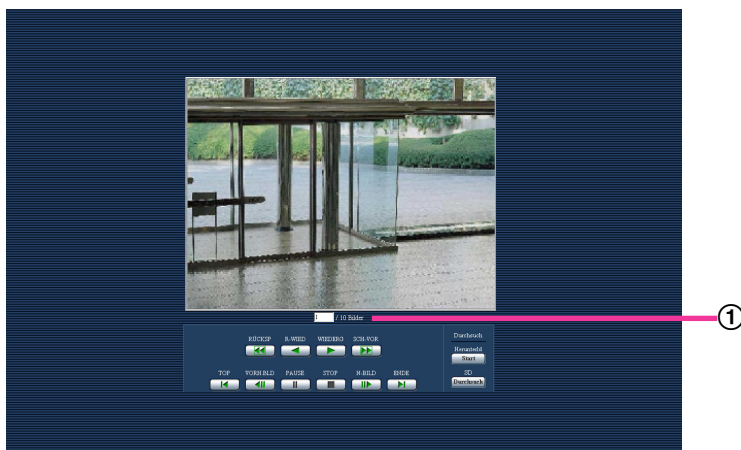 1 / 10 Bilder
①
RÜCKSP R-WIED WIEDERG SCH-VOR
Durchsuch
Herunterld
Start
TOP VORH.BLD PAUSE STOP N-BILD ENDE
SD
Durchsuch